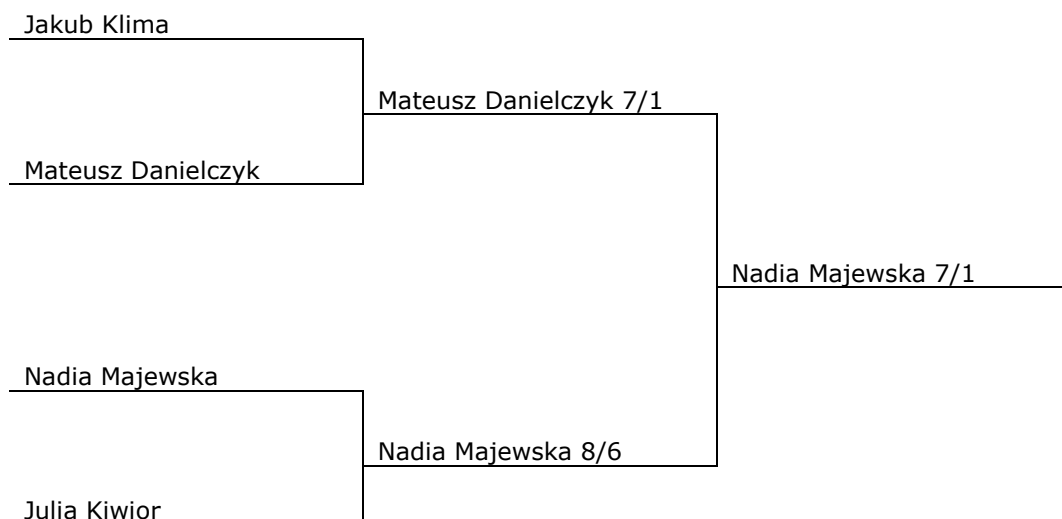 Jakub Klima
Mateusz Danielczyk 7/1
Mateusz Danielczyk
Nadia Majewska 7/1
Nadia Majewska
Nadia Majewska 8/6
Julia Kiwior